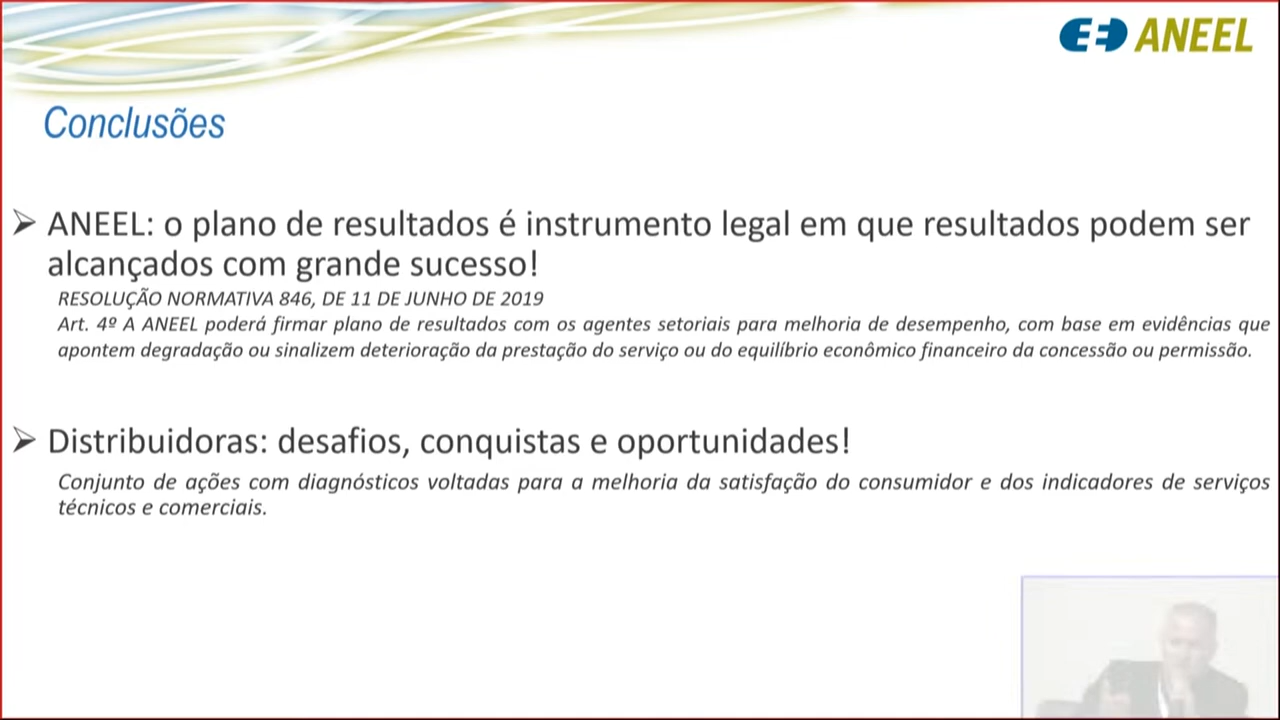 ANEEL
Conclusões
ANEEL: o plano de resultados é instrumento legal em que resultados podem ser
alcançados com grande sucesso!
RESOLUÇÃO NORMATIVA 846, DE 11 DE JUNHO DE 2019
Art. 4º A ANEEL poderá firmar plano de resultados com os agentes setoriais para melhoria de desempenho, com base em evidências que
apontem degradação ou sinalizem deterioração da prestação do serviço ou do equilíbrio econômico financeiro da concessão ou permissão.
Distribuidoras: desafios, conquistas e oportunidades!
Conjunto de ações com diagnósticos voltadas para a melhoria da satisfação do consumidor e dos indicadores de serviços
técnicos e comerciais.